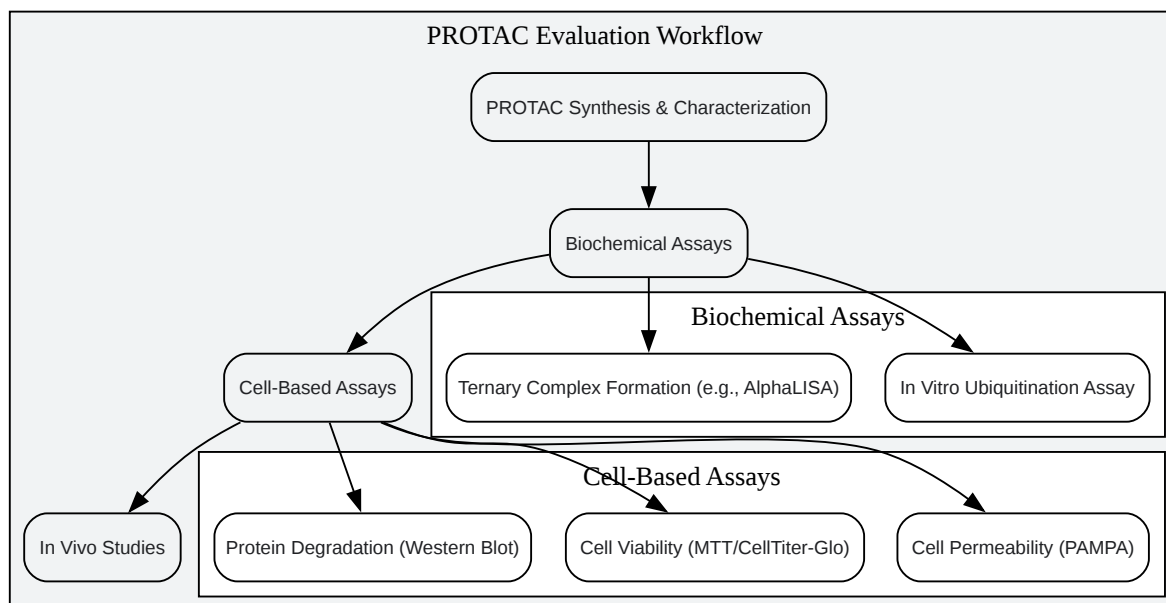 PROTAC Evaluation Workflow
PROTAC Synthesis & Characterization
Biochemical Assays
Biochemical Assays
Cell-Based Assays
Ternary Complex Formation (e.g., AlphaLISA)
In Vitro Ubiquitination Assay
Cell-Based Assays
In Vivo Studies
Protein Degradation (Western Blot)
Cell Viability (MTT/CellTiter-Glo)
Cell Permeability (PAMPA)